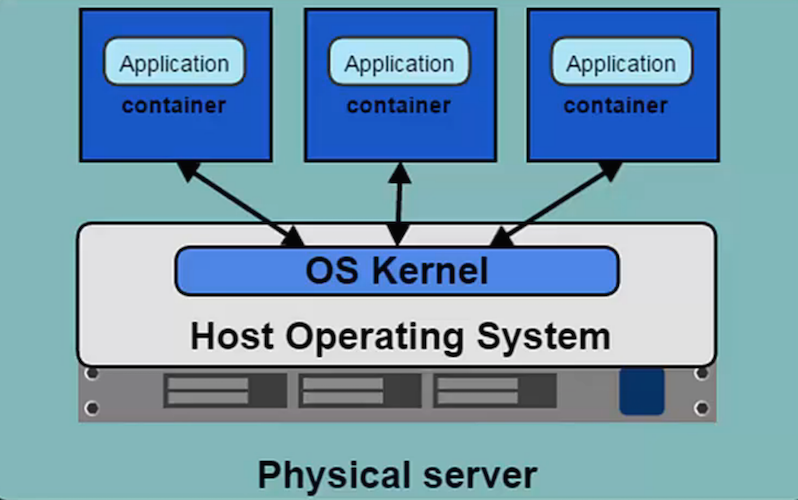 Application
container
Application
container
Application
container
OS Kernel
Host Operating System
Physical server